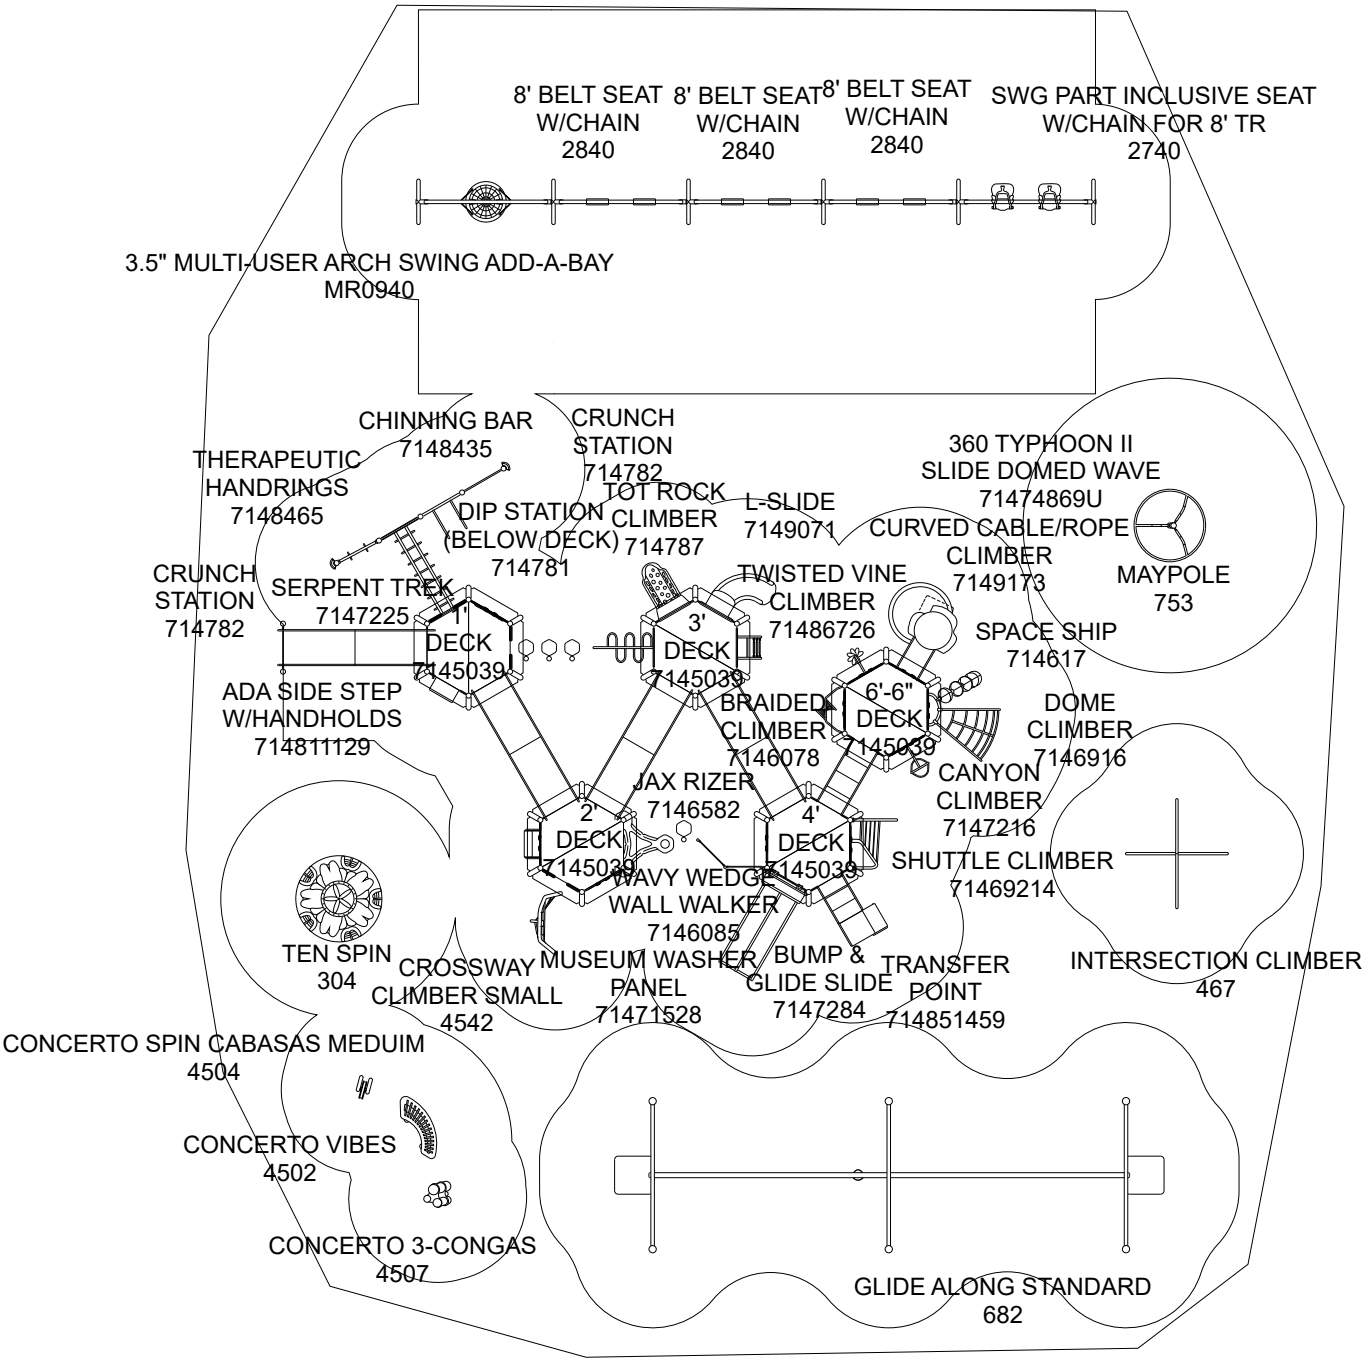 8' BELT SEAT
W/CHAIN
2840
8' BELT SEAT
W/CHAIN
2840
8' BELT SEAT
W/CHAIN
2840
SWG PART INCLUSIVE SEAT
W/CHAIN FOR 8' TR
2740
3.5" MULTI-USER ARCH SWING ADD-A-BAY
MR0940
CHINNING BAR
7148435
CRUNCH
STATION
714782
THERAPEUTIC
HANDRINGS
7148465
360 TYPHOON II
SLIDE DOMED WAVE
71474869U
TOT ROCK
CLIMBER
714787
L-SLIDE
7149071
DIP STATION
(BELOW DECK)
714781
CURVED CABLE/ROPE
CLIMBER
7149173
CRUNCH
STATION
714782
SERPENT TREK
7147225
TWISTED VINE
CLIMBER
71486726
MAYPOLE
753
1'
DECK
7145039
3'
DECK
7145039
SPACE SHIP
714617
ADA SIDE STEP
W/HANDHOLDS
714811129
BRAIDED
CLIMBER
7146078
6'-6"
DECK
7145039
DOME
CLIMBER
7146916
JAX RIZER
7146582
CANYON
CLIMBER
7147216
2'
DECK
7145039
4'
DECK
7145039
SHUTTLE CLIMBER
71469214
WAVY WEDGE
WALL WALKER
7146085
TEN SPIN
304
CROSSWAY
CLIMBER SMALL
4542
MUSEUM WASHER
PANEL
71471528
BUMP &
GLIDE SLIDE
7147284
TRANSFER
POINT
714851459
INTERSECTION CLIMBER
467
CONCERTO SPIN CABASAS MEDUIM
4504
CONCERTO VIBES
4502
CONCERTO 3-CONGAS
4507
GLIDE ALONG STANDARD
682